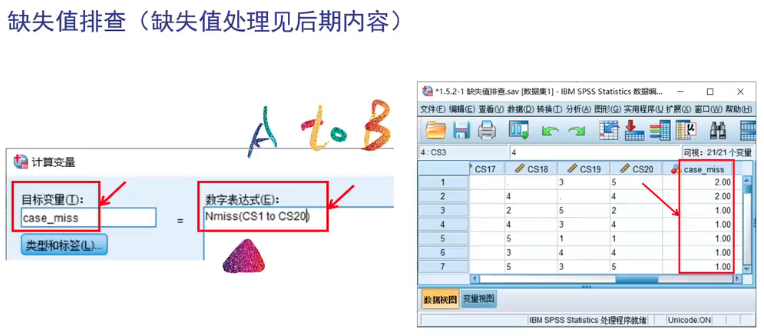 缺失值排查（缺失值处理见后期内容）
A to B
计算变量
目标变量(T):
case_miss
=
数字表达式(E):
Nmiss(CS1 to CS20)
类型和标签(L)...
*1.5.2-1 缺失值排查.sav [数据集1] - IBM SPSS Statistics 数据编...
文件(F) 编辑(E) 查看(V) 数据(D) 转换(T) 分析(A) 图形(G) 实用程序(U) 扩展(X) 窗口(W) 帮助(H)
4 : CS3 4 可视: 21/21 个变量
CS17 CS18 CS19 CS20 case_miss
1 . 3 5 2.00
2 4 . 4 2.00
3 2 5 2 1.00
4 4 3 4 1.00
5 5 1 1 1.00
6 3 4 4 1.00
7 5 3 5 1.00
数据视图 变量视图
IBM SPSS Statistics 处理程序就绪 Unicode:ON